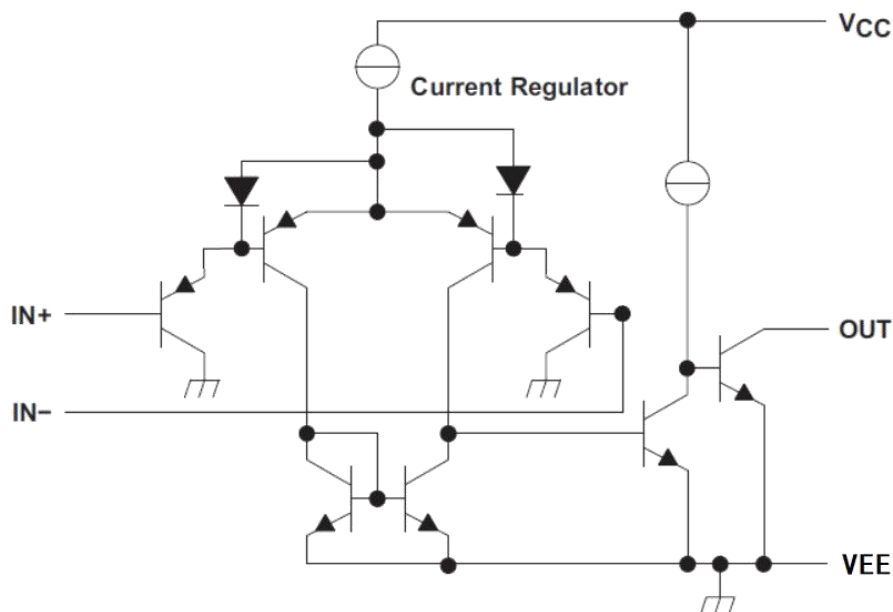 VCC
Current Regulator
IN+
OUT
IN−
VEE